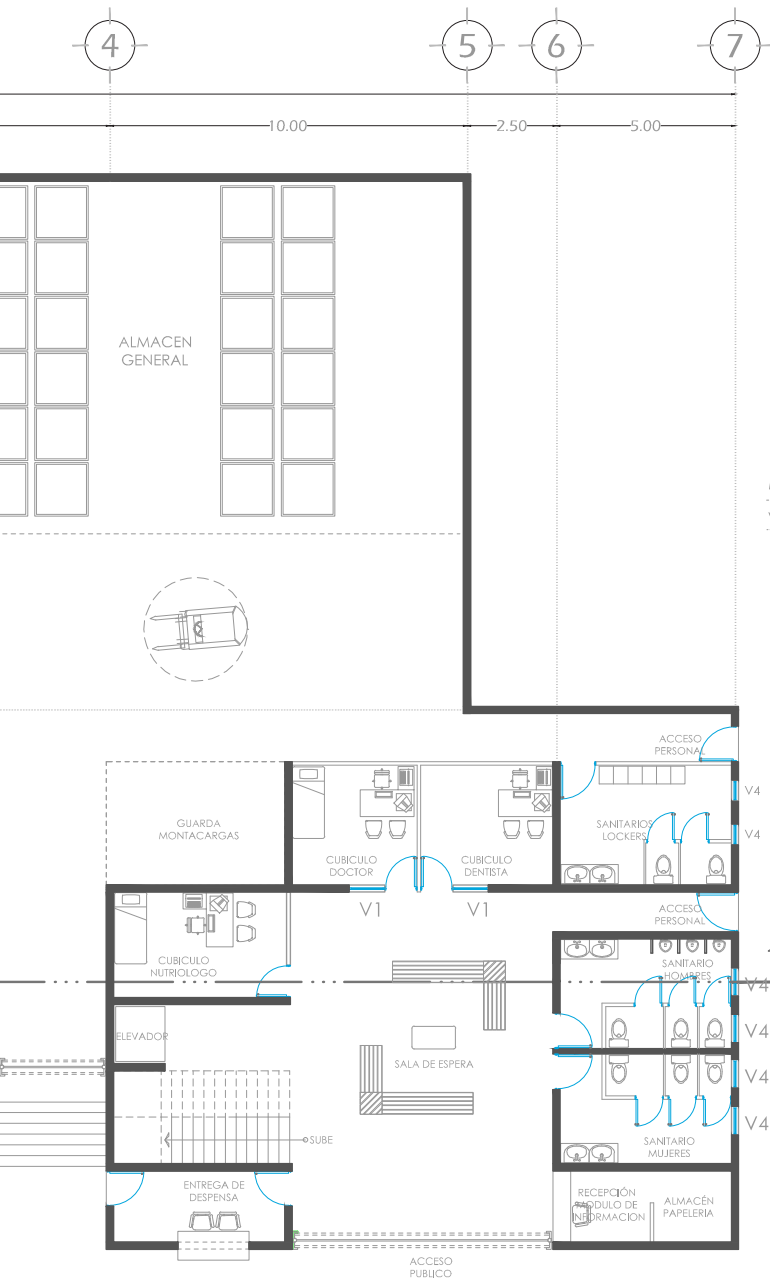 4
5
6
7
10.00
2.50
5.00
ALMACEN
GENERAL
ACCESO
PERSONAL
V4
GUARDA
MONTACARGAS
SANITARIOS
LOCKERS
V4
CUBICULO
DOCTOR
CUBICULO
DENTISTA
V1
V1
ACCESO
PERSONAL
CUBICULO
NUTRIOLOGO
SANITARIO
HOMBRES
V4
ELEVADOR
V4
SALA DE ESPERA
V4
V4
SUBE
SANITARIO
MUJERES
ENTREGA DE
DESPENSA
RECEPCIÓN
MODULO DE
INFORMACION
ALMACÉN
PAPELERIA
ACCESO
PUBLICO